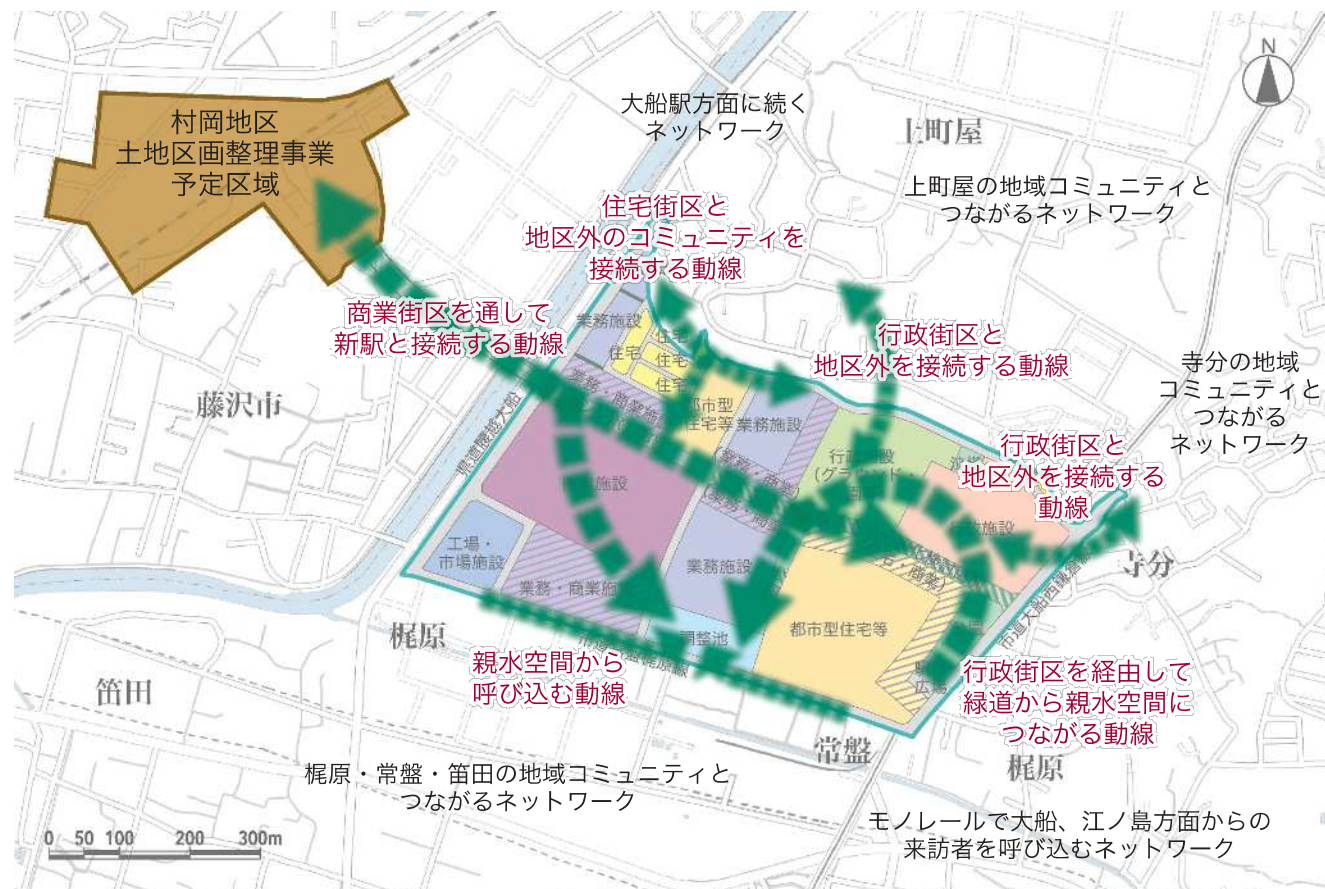 N
村岡地区
土地区画整理事業
予定区域
大船駅方面に続く
ネットワーク
上町屋
上町屋の地域コミュニティと
つながるネットワーク
住宅街区と
地区外のコミュニティを
接続する動線
商業街区を通して
新駅と接続する動線
行政街区と
地区外を接続する動線
寺分の地域
コミュニティと
つながる
ネットワーク
藤沢市
業務施設
住宅
住宅
住宅
住宅
都市型
住宅等
業務施設
行政街区と
地区外を接続する
動線
県道腰越大船
工場・
市場施設
業務・商業施
業務施設
都市型住宅等
調整池
寺分
市道大船西鎌倉線
梶原
笛田
親水空間から
呼び込む動線
行政街区を経由して
緑道から親水空間に
つながる動線
常盤
梶原
梶原・常盤・笛田の地域コミュニティと
つながるネットワーク
モノレールで大船、江ノ島方面からの
来訪者を呼び込むネットワーク
0 50 100 200 300m